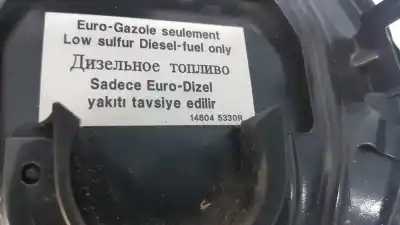 Euro-Gazole seulement
Low sulfur Diesel-fuel only
Дизельное топливо
Sadece Euro-Dizel
yakıtı tavsiye edilir
14804 5330R